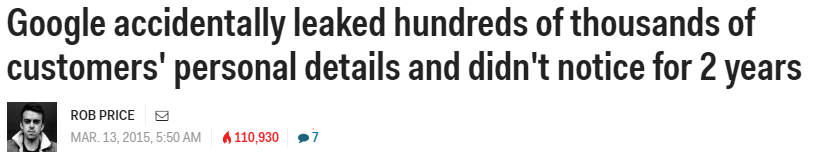 Google accidentally leaked hundreds of thousands of
customers' personal details and didn't notice for 2 years
ROB PRICE
MAR. 13, 2015, 5:50 AM 110,930 7